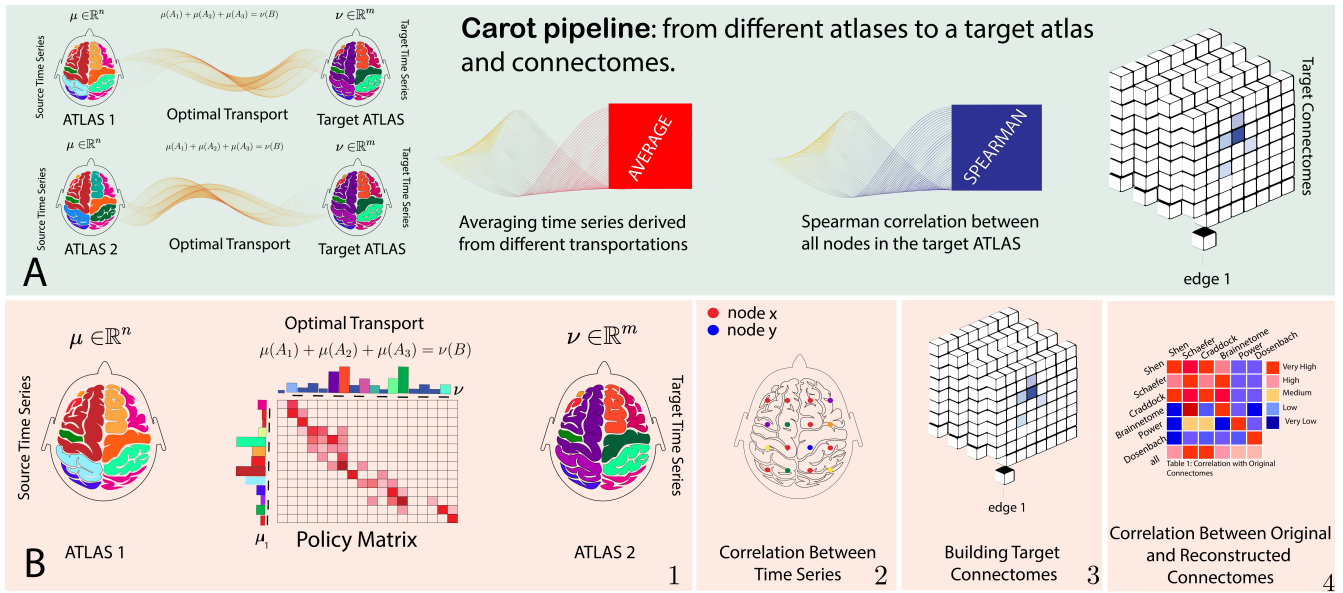 μ ∈ℝⁿ
μ(A₁) + μ(A₂) + μ(A₃) = ν(B)
ν ∈ℝᵐ
Source Time Series
Target Time Series
ATLAS 1
Optimal Transport
Target ATLAS
μ ∈ℝⁿ
μ(A₁) + μ(A₂) + μ(A₃) = ν(B)
ν ∈ℝᵐ
Source Time Series
Target Time Series
ATLAS 2
Optimal Transport
Target ATLAS
A
Carot pipeline: from different atlases to a target atlas
and connectomes.
AVERAGE
Averaging time series derived
from different transportations
SPEARMAN
Spearman correlation between
all nodes in the target ATLAS
Target Connectomes
edge 1
μ ∈ℝⁿ
Optimal Transport
μ(A₁) + μ(A₂) + μ(A₃) = ν(B)
ν ∈ℝᵐ
Source Time Series
ν
Target Time Series
μ₁
Policy Matrix
ATLAS 1
ATLAS 2
B
1
node x
node y
Correlation Between
Time Series
2
edge 1
Building Target
Connectomes
3
Shen
Schaefer
Craddock
Brainnetome
Power
Dosenbach
Shen
Schaefer
Craddock
Brainnetome
Power
Dosenbach
all
Very High
High
Medium
Low
Very Low
Table 1: Correlation with Original
Connectomes
Correlation Between Original
and Reconstructed
Connectomes
4